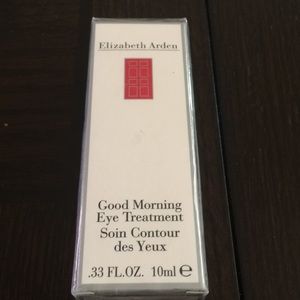 Elizabeth Arden
Good Morning
Eye Treatment
Soin Contour
des Yeux
.33 FL.OZ. 10ml ℮